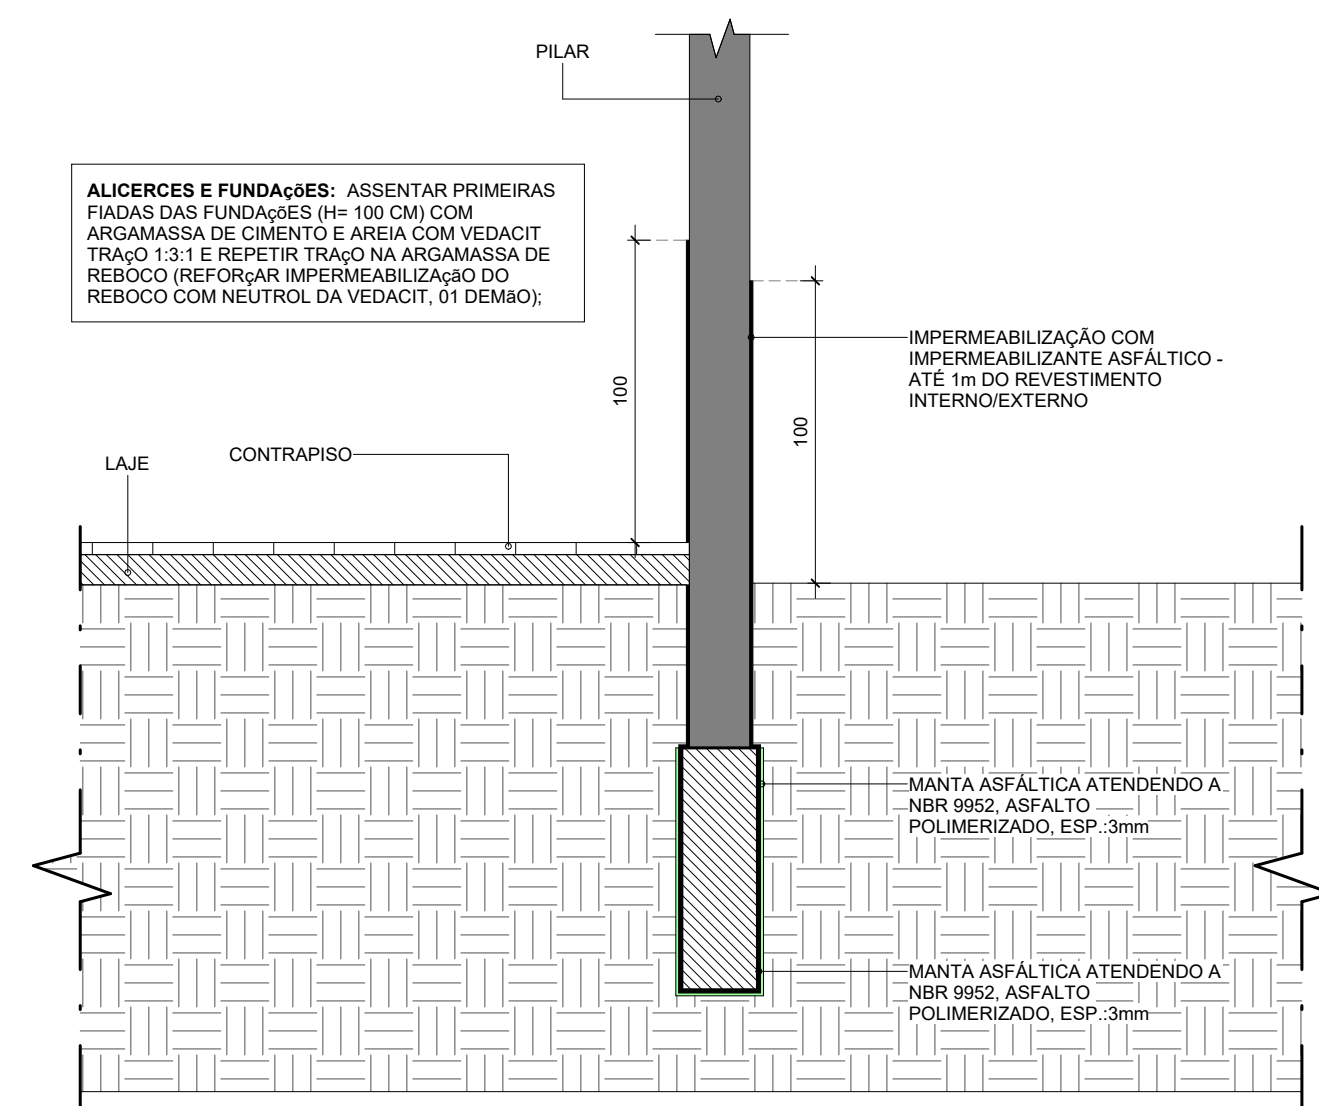 PILAR
ALICERCES E FUNDAçõES: ASSENTAR PRIMEIRAS
FIADAS DAS FUNDAçõES (H= 100 CM) COM
ARGAMASSA DE CIMENTO E AREIA COM VEDACIT
TRAçO 1:3:1 E REPETIR TRAçO NA ARGAMASSA DE
REBOCO (REFORçAR IMPERMEABILIZAçãO DO
REBOCO COM NEUTROL DA VEDACIT, 01 DEMãO);
IMPERMEABILIZAÇÃO COM
IMPERMEABILIZANTE ASFÁLTICO -
ATÉ 1m DO REVESTIMENTO
INTERNO/EXTERNO
100
100
CONTRAPISO
LAJE
MANTA ASFÁLTICA ATENDENDO A
NBR 9952, ASFALTO
POLIMERIZADO, ESP.:3mm
MANTA ASFÁLTICA ATENDENDO A
NBR 9952, ASFALTO
POLIMERIZADO, ESP.:3mm